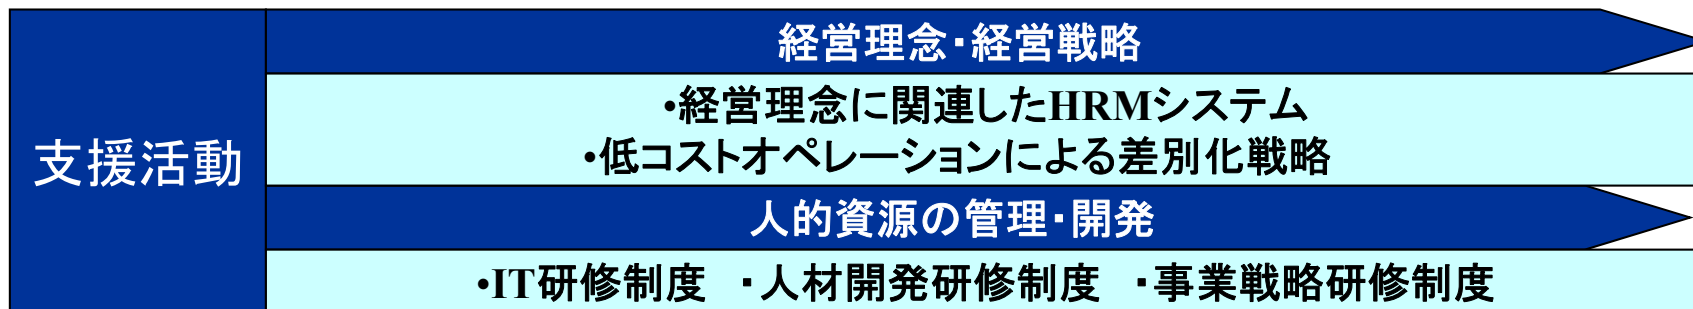 支援活動
経営理念・経営戦略
•経営理念に関連したHRMシステム
•低コストオペレーションによる差別化戦略
人的資源の管理・開発
•IT研修制度　・人材開発研修制度　・事業戦略研修制度